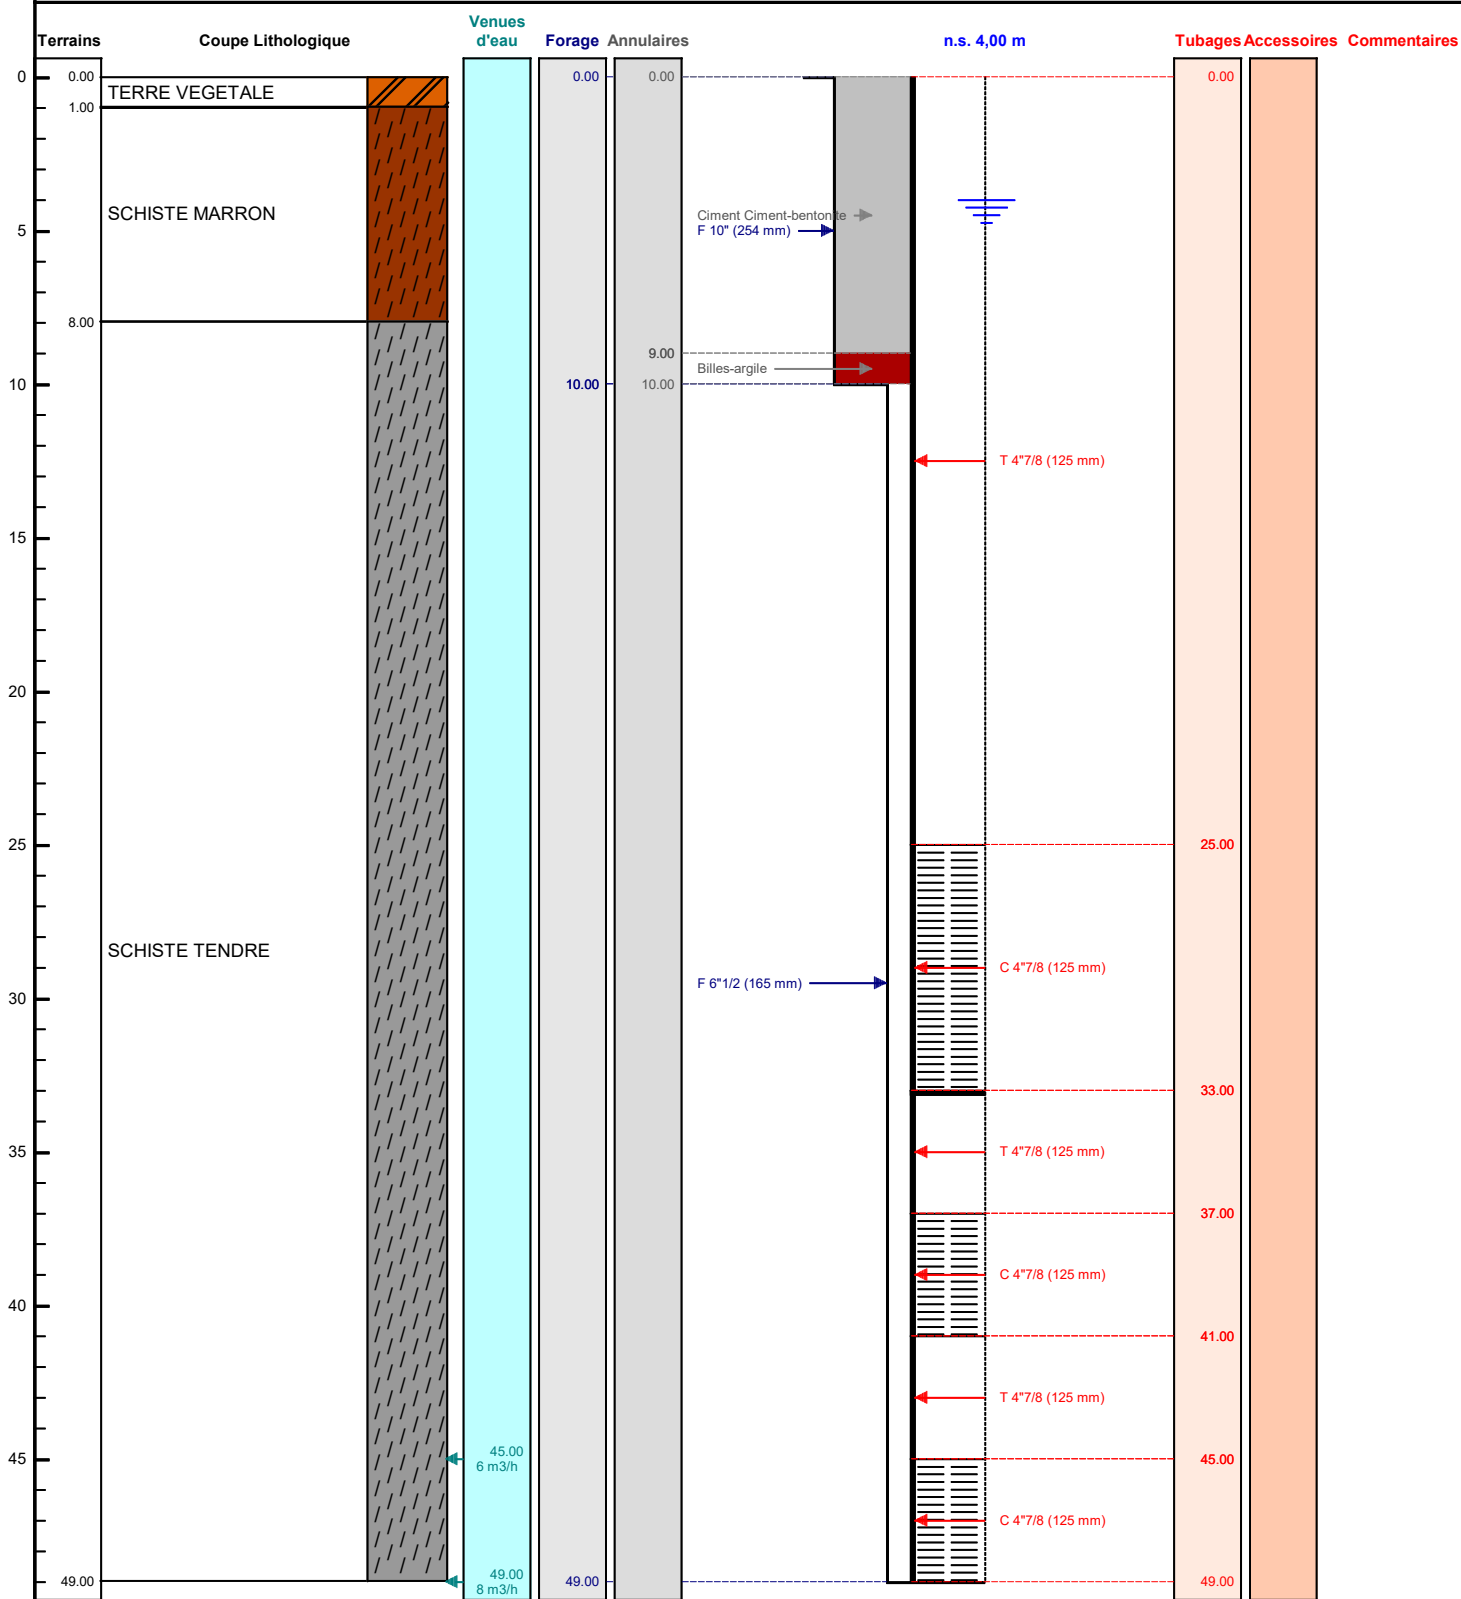 Terrains
Coupe Lithologique
Venues
d'eau
Forage
Annulaires
n.s. 4,00 m
Tubages
Accessoires
Commentaires
0
0.00
0.00
0.00
0.00
TERRE VEGETALE
1.00
SCHISTE MARRON
Ciment Ciment-bentonite
5
F 10" (254 mm)
8.00
9.00
Billes-argile
10
10.00
10.00
T 4"7/8 (125 mm)
15
20
25
25.00
SCHISTE TENDRE
C 4"7/8 (125 mm)
F 6"1/2 (165 mm)
30
33.00
35
T 4"7/8 (125 mm)
37.00
C 4"7/8 (125 mm)
40
41.00
T 4"7/8 (125 mm)
45
45.00
6 m3/h
45.00
C 4"7/8 (125 mm)
49.00
49.00
8 m3/h
49.00
49.00